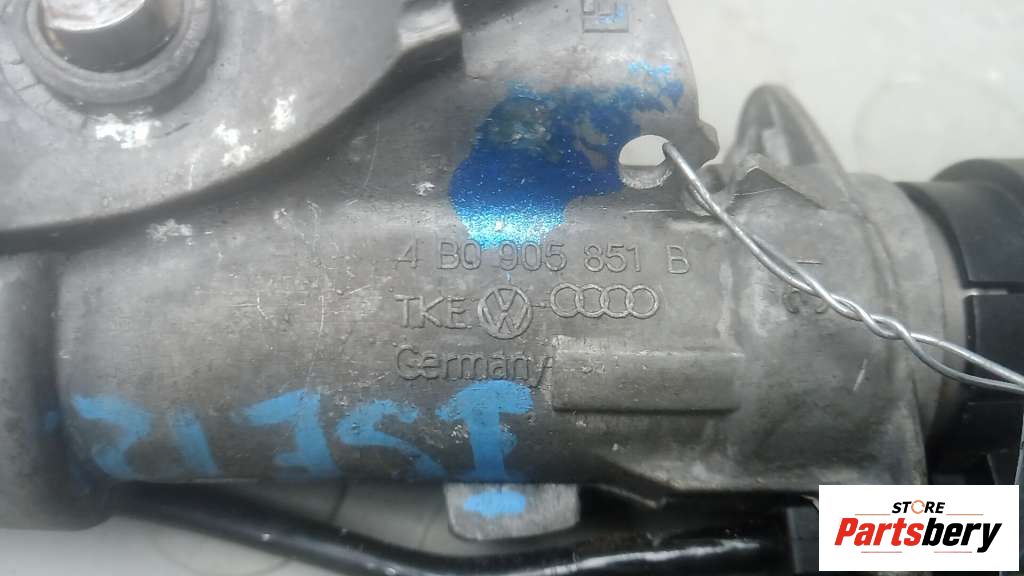 4 B0 905 851 B
TKE
Germany
STORE
Partsbery